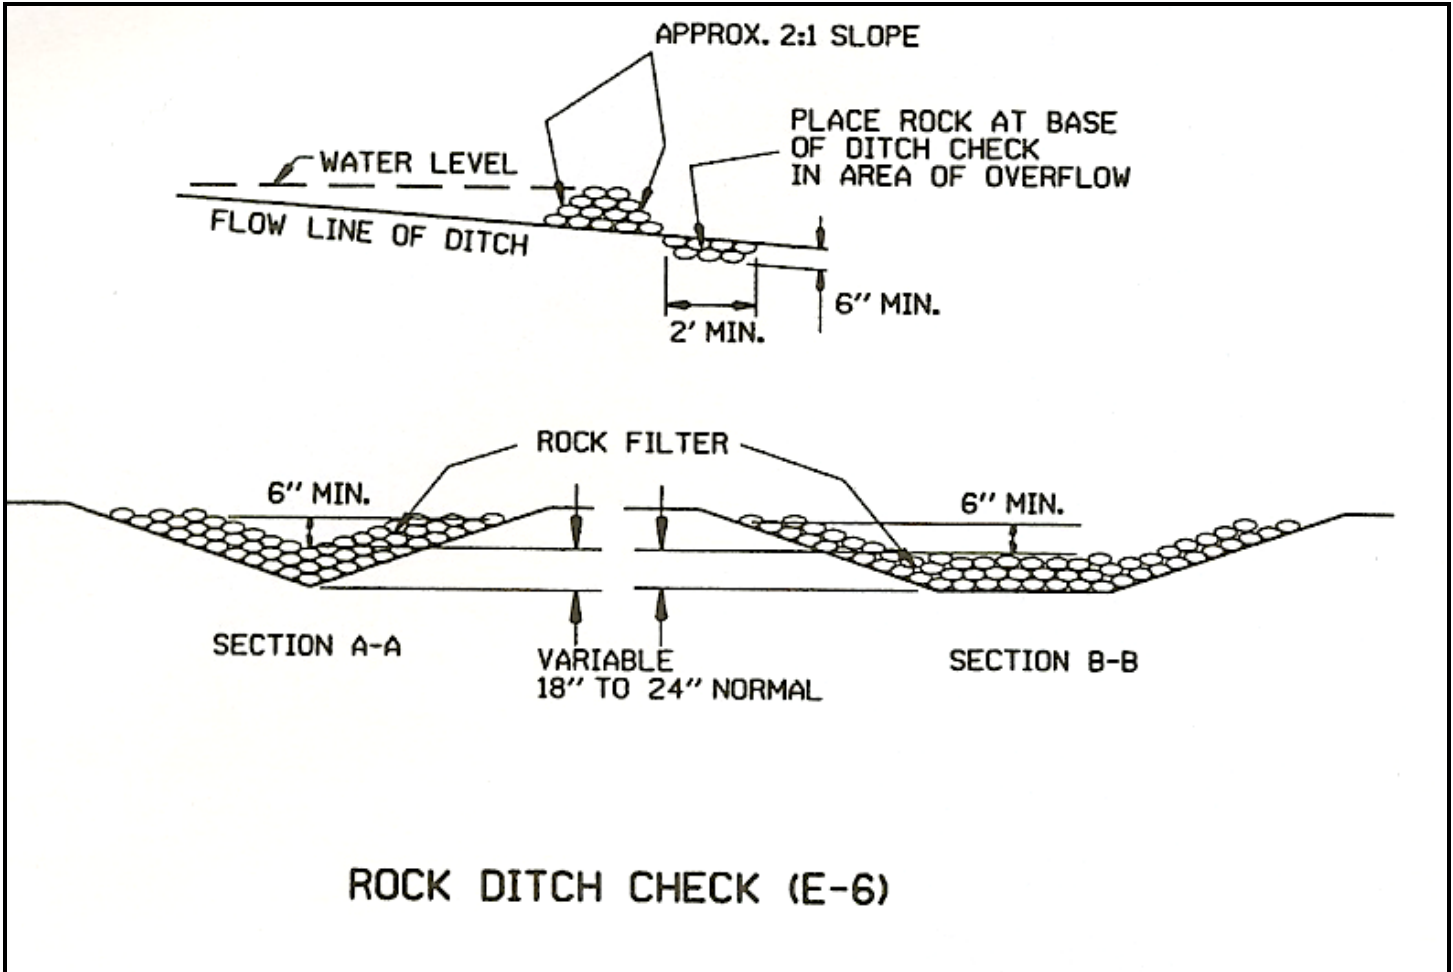 APPROX. 2:1 SLOPE
PLACE ROCK AT BASE
OF DITCH CHECK
IN AREA OF OVERFLOW
WATER LEVEL
FLOW LINE OF DITCH
6" MIN.
2' MIN.
ROCK FILTER
6" MIN.
6" MIN.
SECTION A-A
VARIABLE
18" TO 24" NORMAL
SECTION B-B
ROCK DITCH CHECK (E-6)